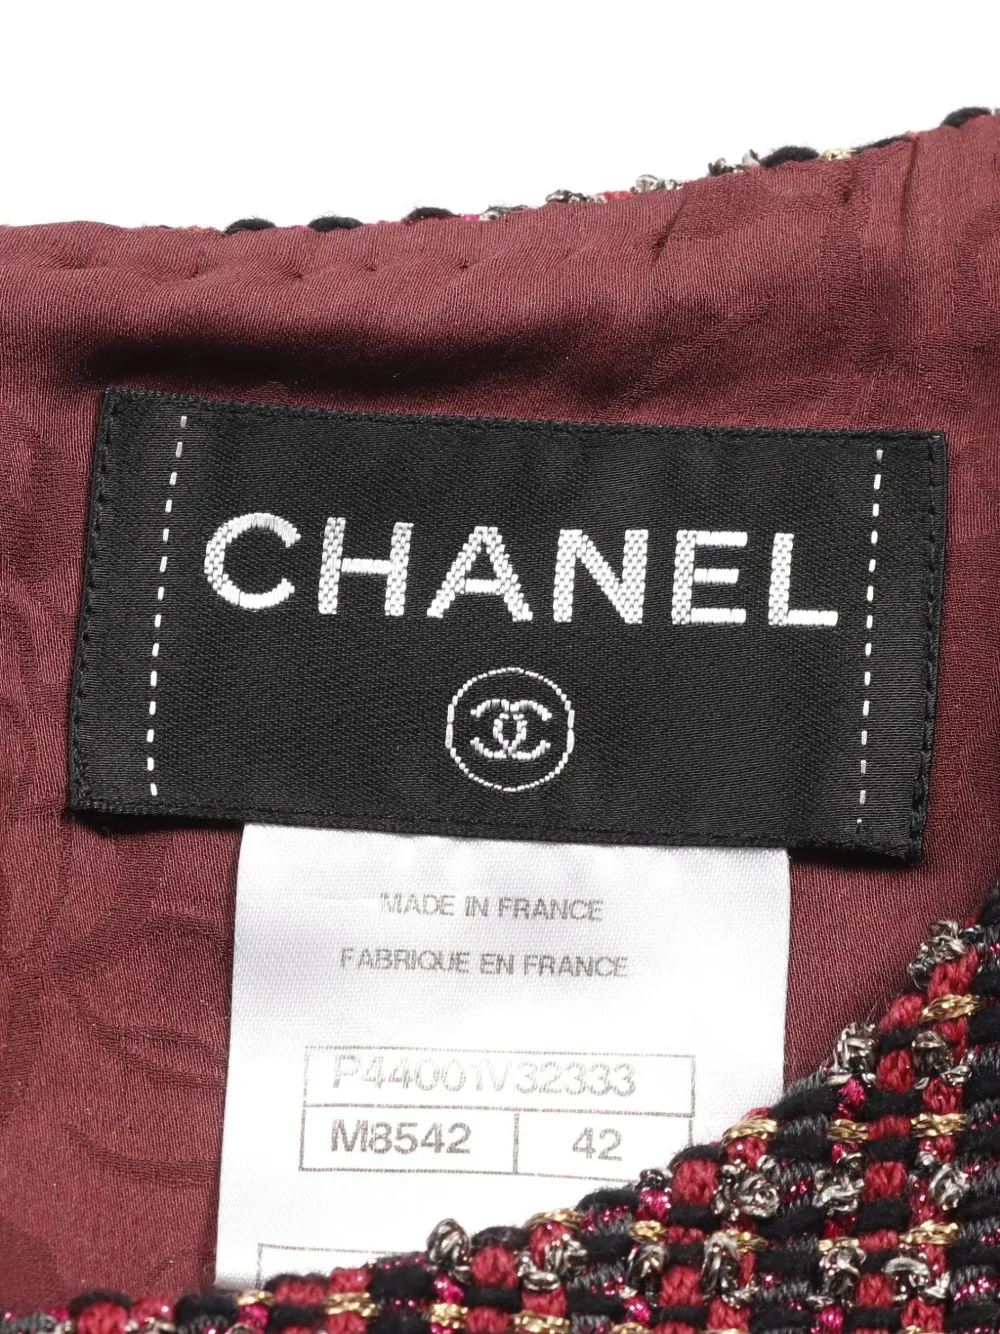 CHANEL
MADE IN FRANCE
FABRIQUE EN FRANCE
P44001V32333
M8542 42